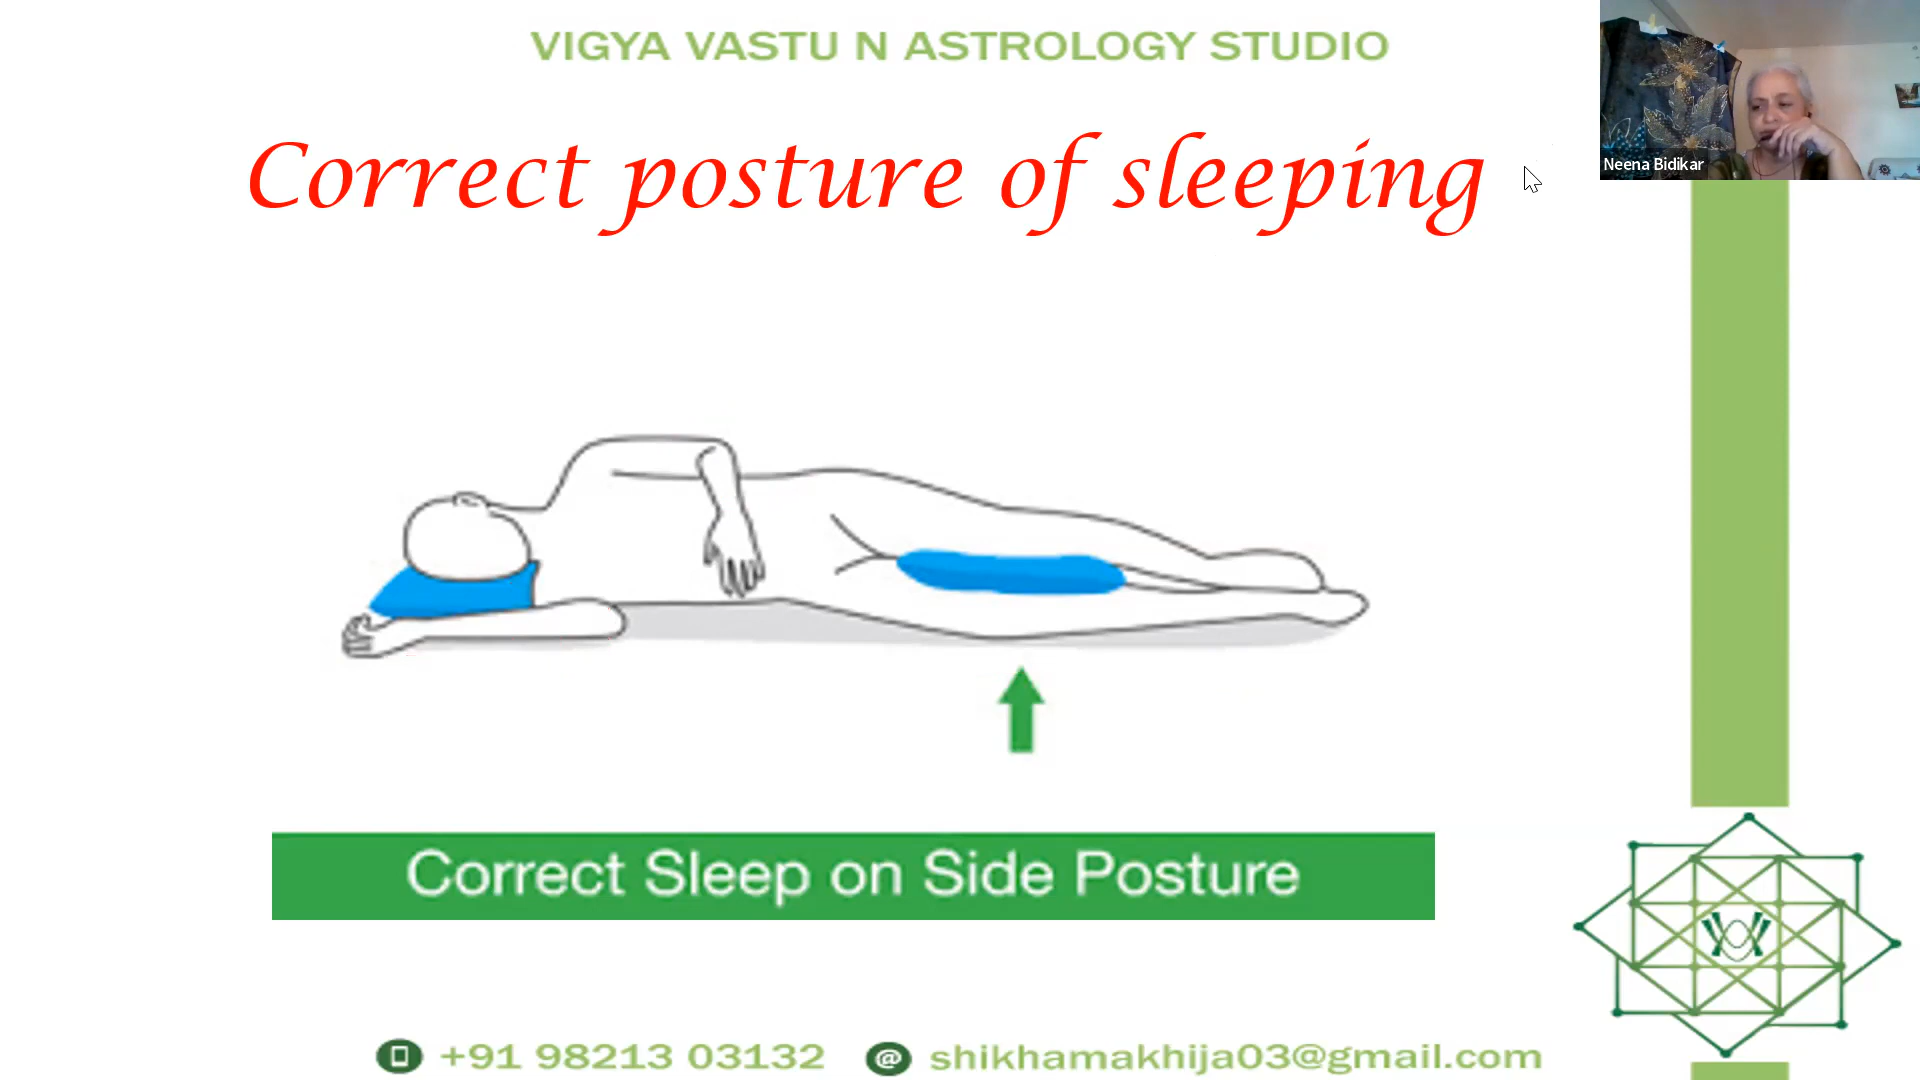 VIGYA VASTU N ASTROLOGY STUDIO
Correct posture of sleeping
Neena Bidikar
Correct Sleep on Side Posture
+91 98213 03132
shikhamakhija03@gmail.com